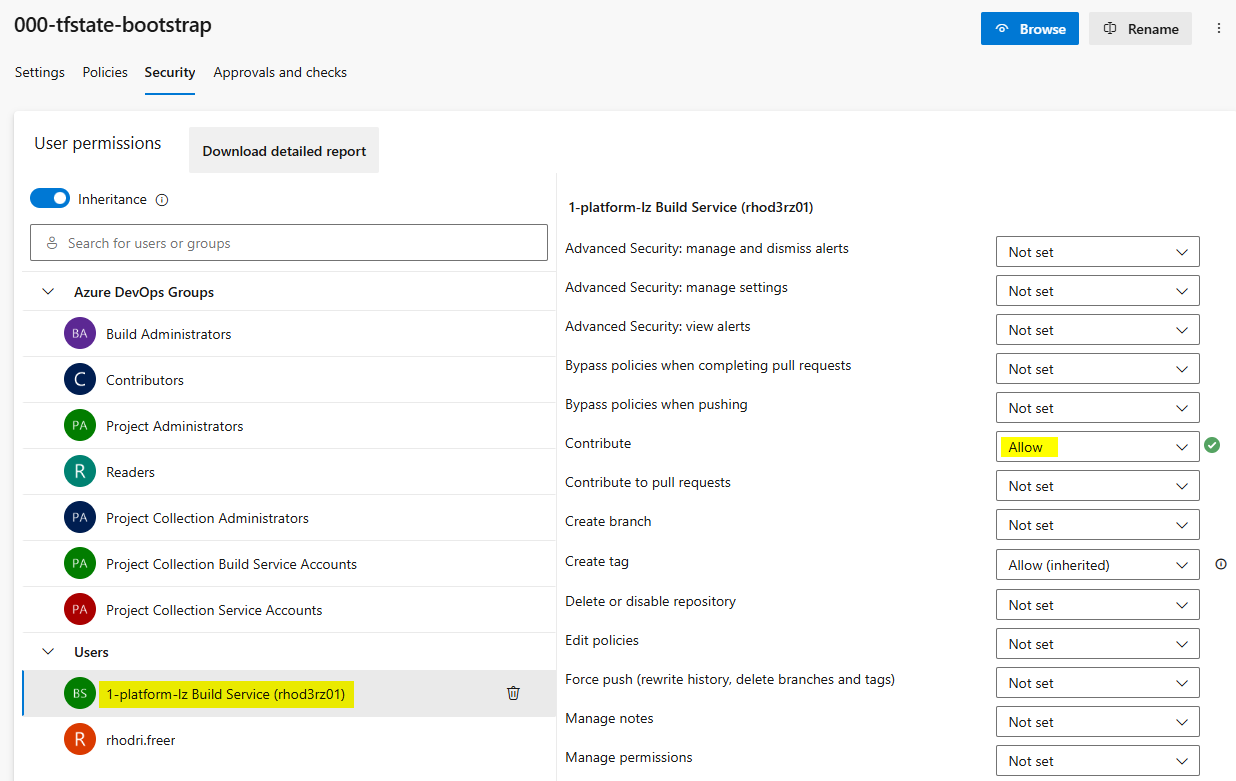 000-tfstate-bootstrap
Browse
Rename
Settings Policies Security Approvals and checks
User permissions
Download detailed report
Inheritance
Search for users or groups
Azure DevOps Groups
BA Build Administrators
C Contributors
PA Project Administrators
R Readers
PA Project Collection Administrators
PA Project Collection Build Service Accounts
PA Project Collection Service Accounts
Users
BS 1-platform-lz Build Service (rhod3rz01)
R rhodri.freer
1-platform-lz Build Service (rhod3rz01)
Advanced Security: manage and dismiss alerts Not set
Advanced Security: manage settings Not set
Advanced Security: view alerts Not set
Bypass policies when completing pull requests Not set
Bypass policies when pushing Not set
Contribute Allow
Contribute to pull requests Not set
Create branch Not set
Create tag Allow (inherited)
Delete or disable repository Not set
Edit policies Not set
Force push (rewrite history, delete branches and tags) Not set
Manage notes Not set
Manage permissions Not set